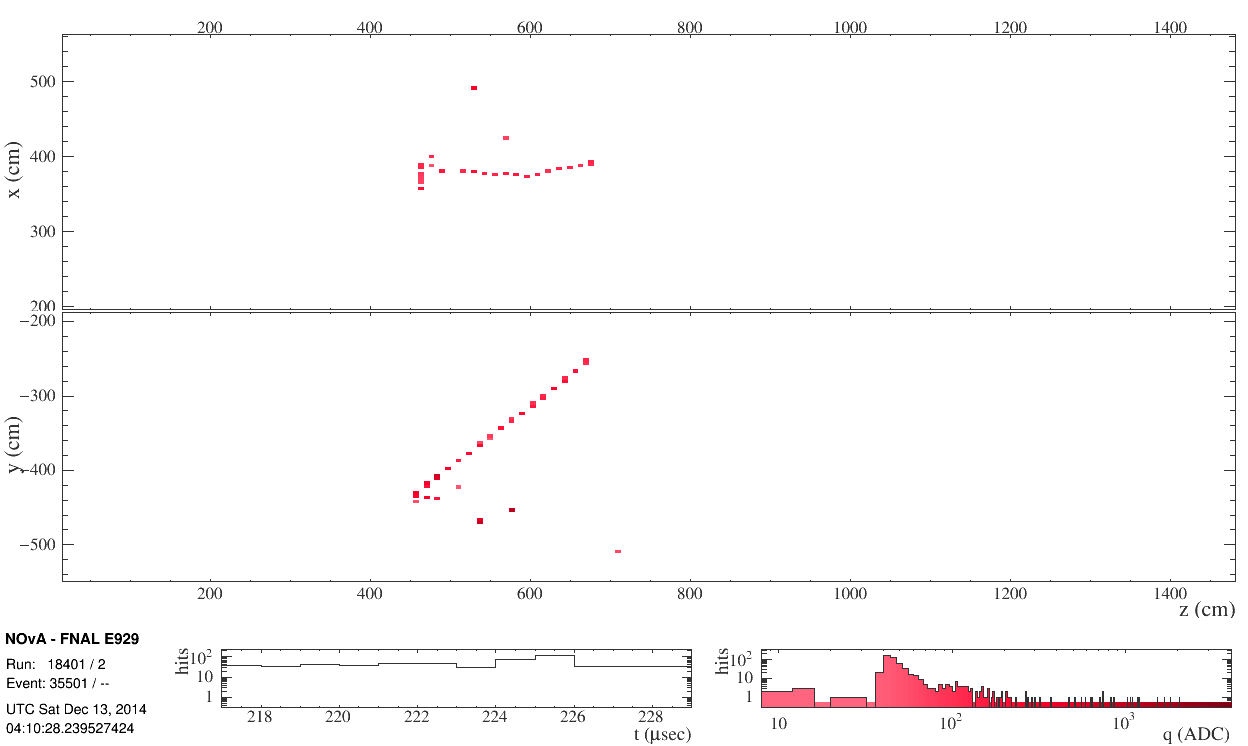 200 400 600 800 1000 1200 1400
x (cm)
500
400
300
200
y (cm)
−200
−300
−400
−500
200 400 600 800 1000 1200 1400
z (cm)
NOvA - FNAL E929
Run: 18401 / 2
Event: 35501 / --
UTC Sat Dec 13, 2014
04:10:28.239527424
hits
10²
10
1
218 220 222 224 226 228
t (μsec)
hits
10²
10
1
10 10² 10³
q (ADC)